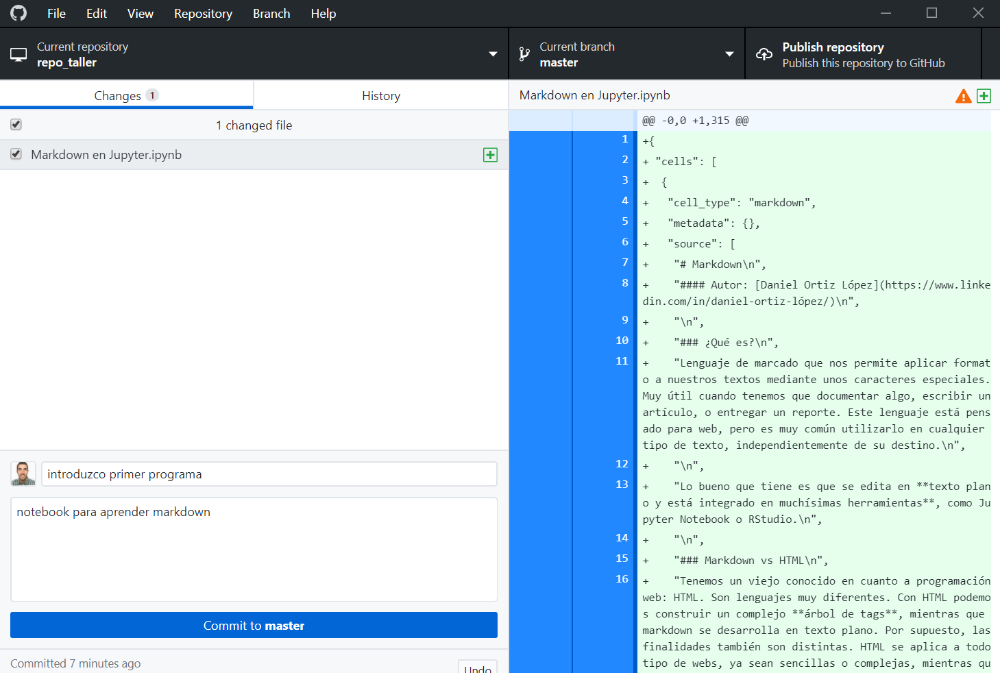 File Edit View Repository Branch Help
Current repository
repo_taller
Current branch
master
Publish repository
Publish this repository to GitHub
Changes 1
History
1 changed file
Markdown en Jupyter.ipynb
introduzco primer programa
notebook para aprender markdown
Commit to master
Committed 7 minutes ago
Undo
Markdown en Jupyter.ipynb
@@ -0,0 +1,315 @@
1 +{
2 + "cells": [
3 +  {
4 +   "cell_type": "markdown",
5 +   "metadata": {},
6 +   "source": [
7 +    "# Markdown\n",
8 +    "#### Autor: [Daniel Ortiz López](https://www.linke
din.com/in/daniel-ortiz-lópez/)\n",
9 +    "\n",
10 +    "### ¿Qué es?\n",
11 +    "Lenguaje de marcado que nos permite aplicar format
o a nuestros textos mediante unos caracteres especiales.
Muy útil cuando tenemos que documentar algo, escribir un
artículo, o entregar un reporte. Este lenguaje está pens
ado para web, pero es muy común utilizarlo en cualquier
tipo de texto, independientemente de su destino.\n",
12 +    "\n",
13 +    "Lo bueno que tiene es que se edita en **texto plan
o y está integrado en muchísimas herramientas**, como Ju
pyter Notebook o RStudio.\n",
14 +    "\n",
15 +    "### Markdown vs HTML\n",
16 +    "Tenemos un viejo conocido en cuanto a programación
web: HTML. Son lenguajes muy diferentes. Con HTML podemo
s construir un complejo **árbol de tags**, mientras que
markdown se desarrolla en texto plano. Por supuesto, las
finalidades también son distintas. HTML se aplica a todo
tipo de webs, ya sean sencillas o complejas, mientras qu